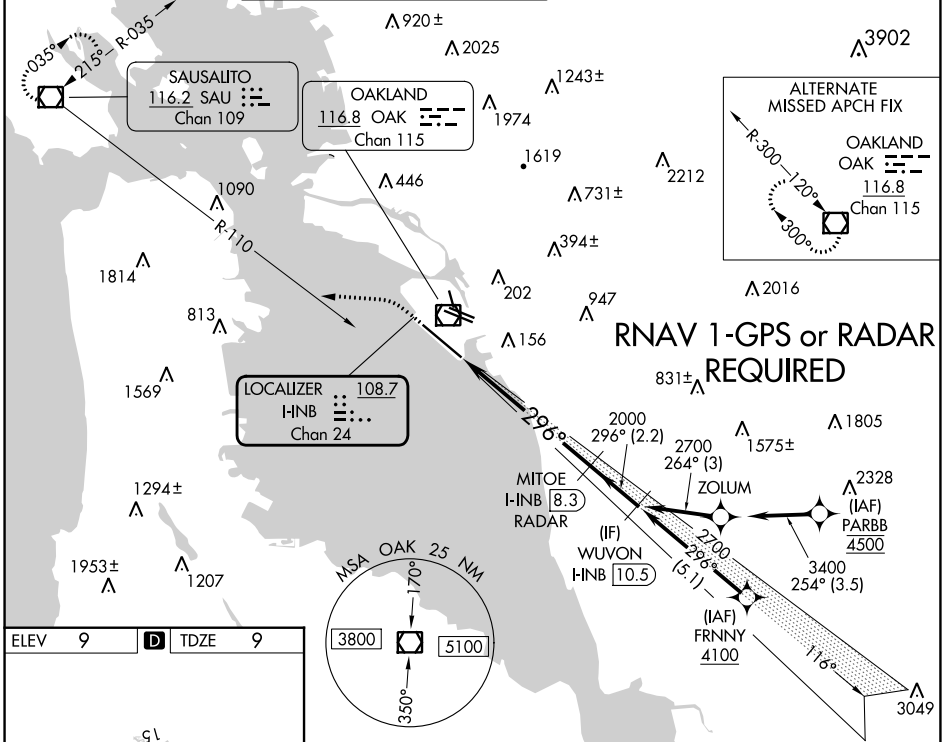 920±
2025
3902
035°
215°
R-035
SAUSALITO
116.2 SAU
Chan 109
OAKLAND
116.8 OAK
Chan 115
1243±
1974
1619
2212
446
731±
1090
R-110
394±
1814
202
813
947
2016
156
1569
ALTERNATE
MISSED APCH FIX
R-300
120°
300°
OAKLAND
OAK
116.8
Chan 115
RNAV 1-GPS or RADAR
REQUIRED
831±
LOCALIZER 108.7
I-INB
Chan 24
296°
2000
296° (2.2)
2700
264° (3)
1575±
1805
MITOE
I-INB 8.3
RADAR
ZOLUM
2328
(IAF)
PARBB
4500
3400
254° (3.5)
(IF)
WUVON
I-INB 10.5
2700
296°
(5.1)
(IAF)
FRNNY
4100
116°
3049
1294±
1953±
1207
MSA OAK 25 NM
170°
3800
5100
350°
ELEV 9 D TDZE 9
15